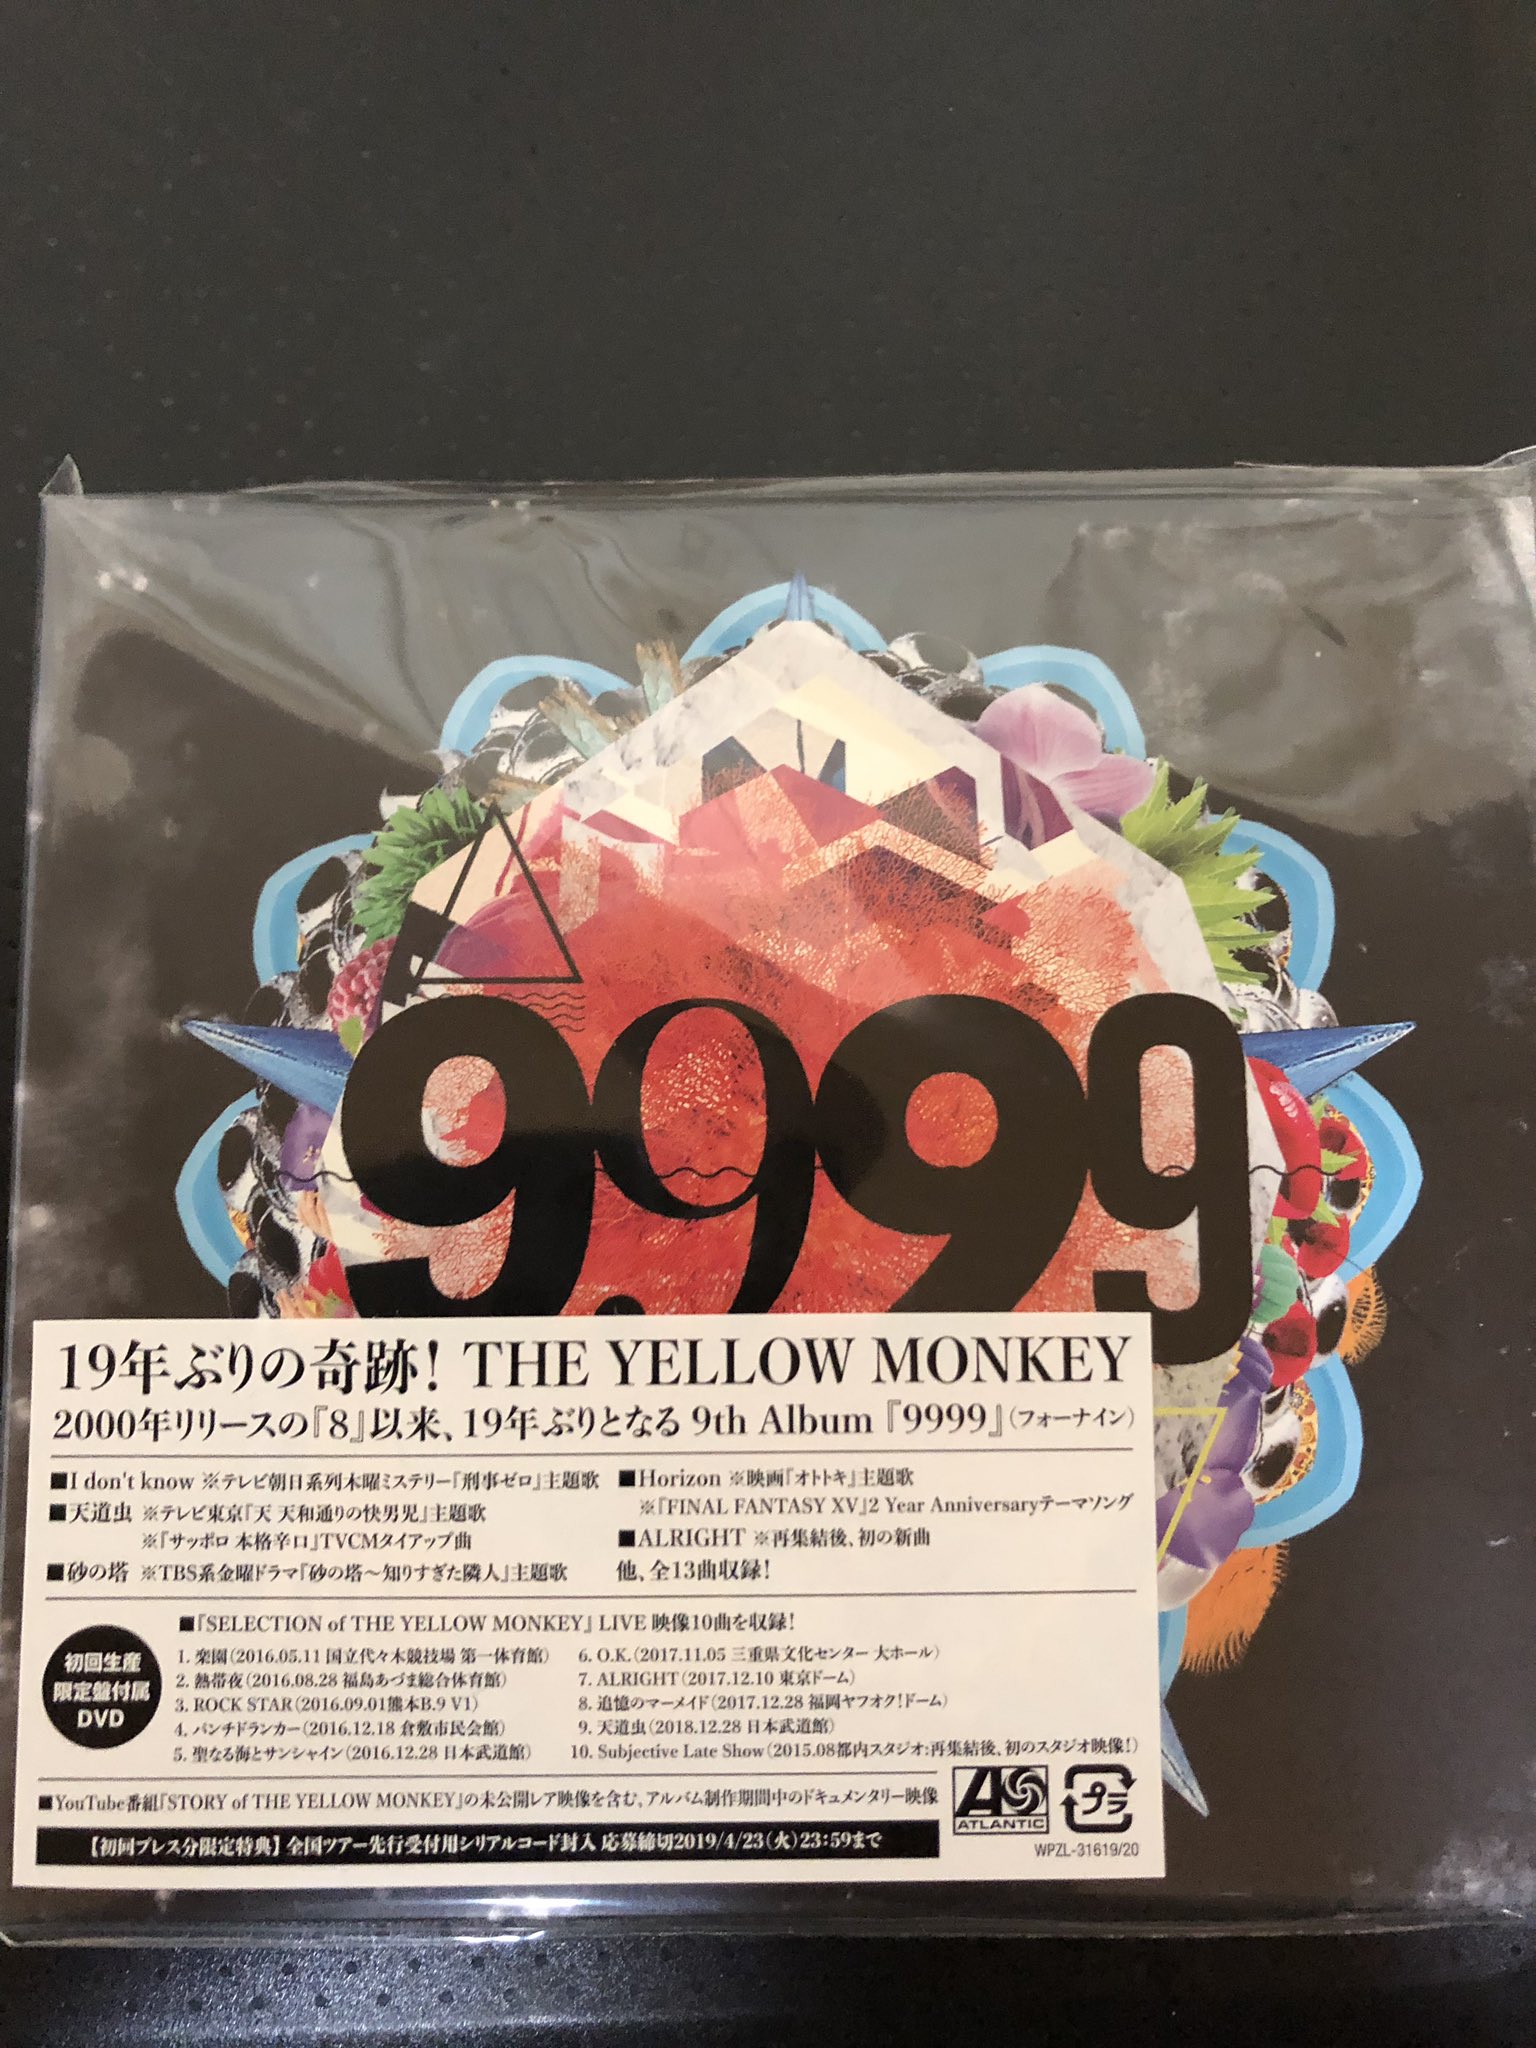 9999
19年ぶりの奇跡! THE YELLOW MONKEY
2000年リリースの『8』以来、19年ぶりとなる 9th Album『9999』(フォーナイン)
■I don't know ※テレビ朝日系列木曜ミステリー『刑事ゼロ』主題歌
■天道虫 ※テレビ東京『天 天和通りの快男児』主題歌
※『サッポロ 本格辛口』TVCMタイアップ曲
■砂の塔 ※TBS系金曜ドラマ『砂の塔～知りすぎた隣人』主題歌
■Horizon ※映画『オトトキ』主題歌
※『FINAL FANTASY XV』2 Year Anniversaryテーマソング
■ALRIGHT ※再集結後、初の新曲
他、全13曲収録!
初回生産
限定盤付属
DVD
■『SELECTION of THE YELLOW MONKEY』LIVE 映像10曲を収録!
1. 楽園(2016.05.11 国立代々木競技場 第一体育館)
2. 熱帯夜(2016.08.28 福島あづま総合体育館)
3. ROCK STAR(2016.09.01熊本B.9 V1)
4. パンチドランカー(2016.12.18 倉敷市民会館)
5. 聖なる海とサンシャイン(2016.12.28 日本武道館)
6. O.K.(2017.11.05 三重県文化センター 大ホール)
7. ALRIGHT(2017.12.10 東京ドーム)
8. 追憶のマーメイド(2017.12.28 福岡ヤフオク!ドーム)
9. 天道虫(2018.12.28 日本武道館)
10. Subjective Late Show(2015.08都内スタジオ:再集結後、初のスタジオ映像!)
■YouTube番組『STORY of THE YELLOW MONKEY』の未公開レア映像を含む、アルバム制作期間中のドキュメンタリー映像
【初回プレス分限定特典】全国ツアー先行受付用シリアルコード封入 応募締切2019/4/23(火)23:59まで
ATLANTIC
プラ
WPZL-31619/20